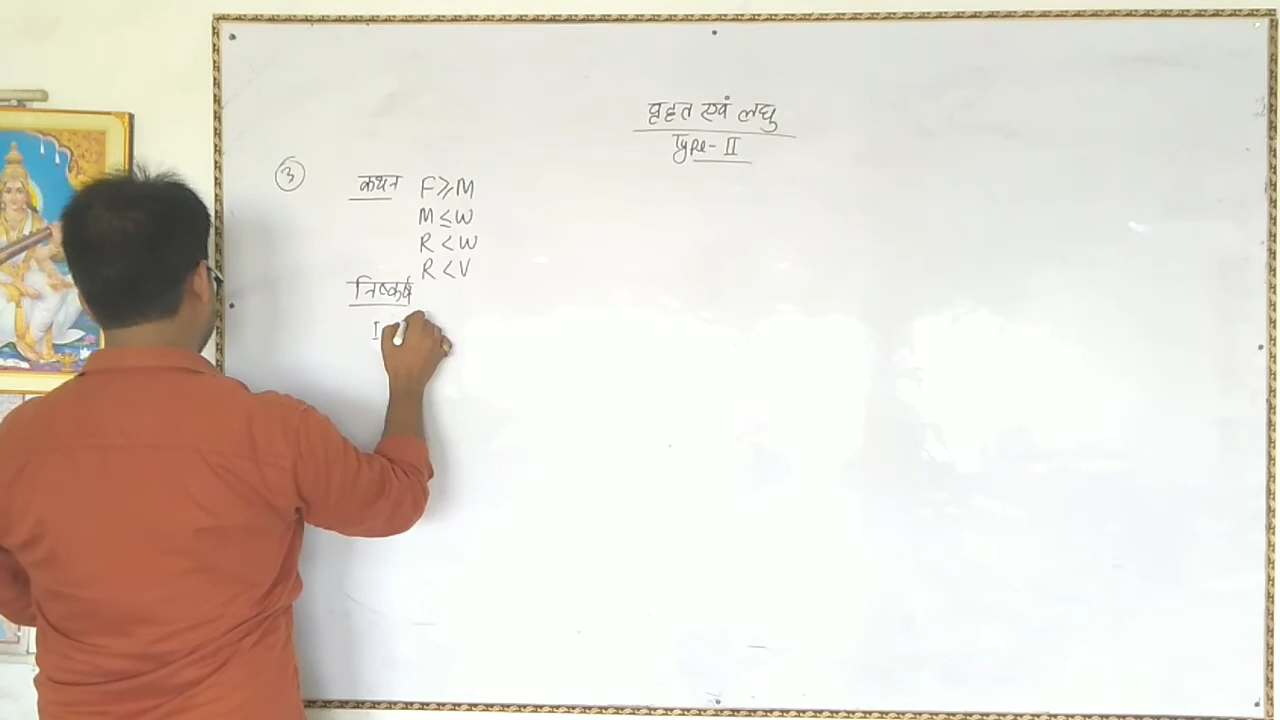 वृहत एवं लघु
Type- II
③
कथन F≥M
M≤W
R<W
R<V
निष्कर्ष
I